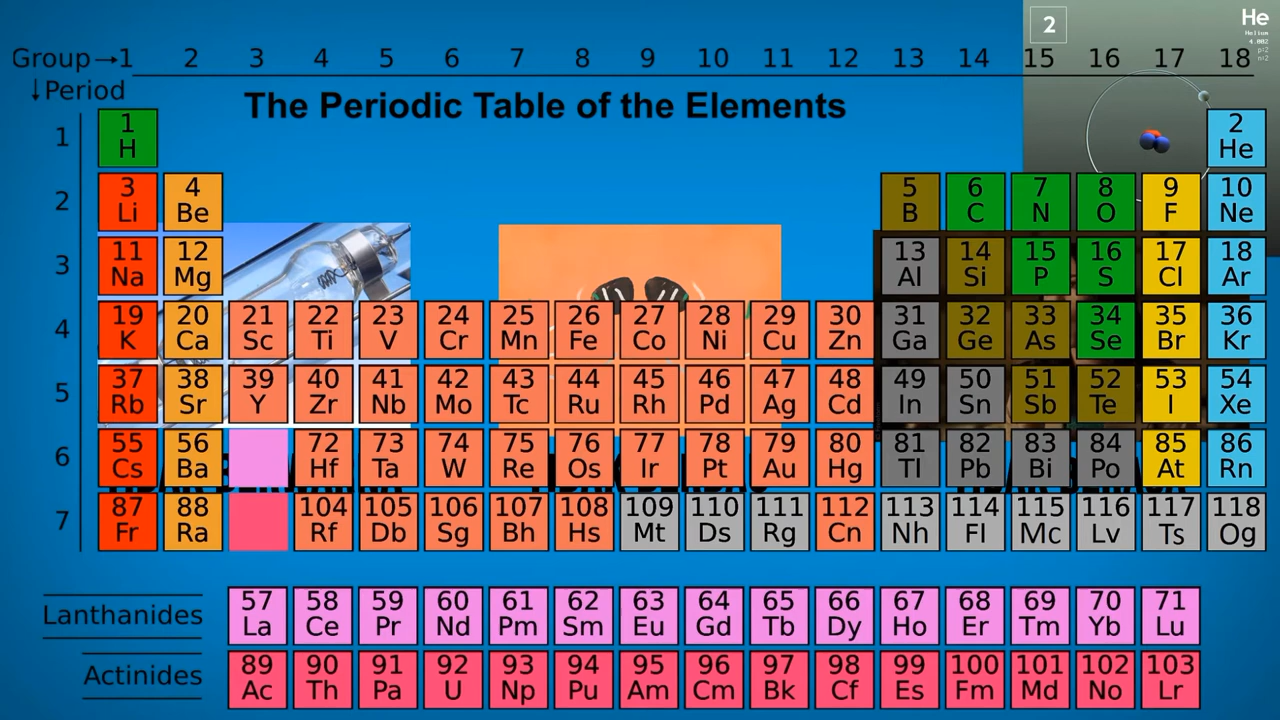 2 He
Helium
4.002
p:2
n:2
Group→1 2 3 4 5 6 7 8 9 10 11 12 13 14 15 16 17 18
↓Period
The Periodic Table of the Elements
1 1 2
H He
2 3 4 5 6 7 8 9 10
Li Be B C N O F Ne
3 11 12 13 14 15 16 17 18
Na Mg Al Si P S Cl Ar
4 19 20 21 22 23 24 25 26 27 28 29 30 31 32 33 34 35 36
K Ca Sc Ti V Cr Mn Fe Co Ni Cu Zn Ga Ge As Se Br Kr
5 37 38 39 40 41 42 43 44 45 46 47 48 49 50 51 52 53 54
Rb Sr Y Zr Nb Mo Tc Ru Rh Pd Ag Cd In Sn Sb Te I Xe
6 55 56 72 73 74 75 76 77 78 79 80 81 82 83 84 85 86
Cs Ba Hf Ta W Re Os Ir Pt Au Hg Tl Pb Bi Po At Rn
7 87 88 104 105 106 107 108 109 110 111 112 113 114 115 116 117 118
Fr Ra Rf Db Sg Bh Hs Mt Ds Rg Cn Nh Fl Mc Lv Ts Og
Lanthanides 57 58 59 60 61 62 63 64 65 66 67 68 69 70 71
La Ce Pr Nd Pm Sm Eu Gd Tb Dy Ho Er Tm Yb Lu
Actinides 89 90 91 92 93 94 95 96 97 98 99 100 101 102 103
Ac Th Pa U Np Pu Am Cm Bk Cf Es Fm Md No Lr